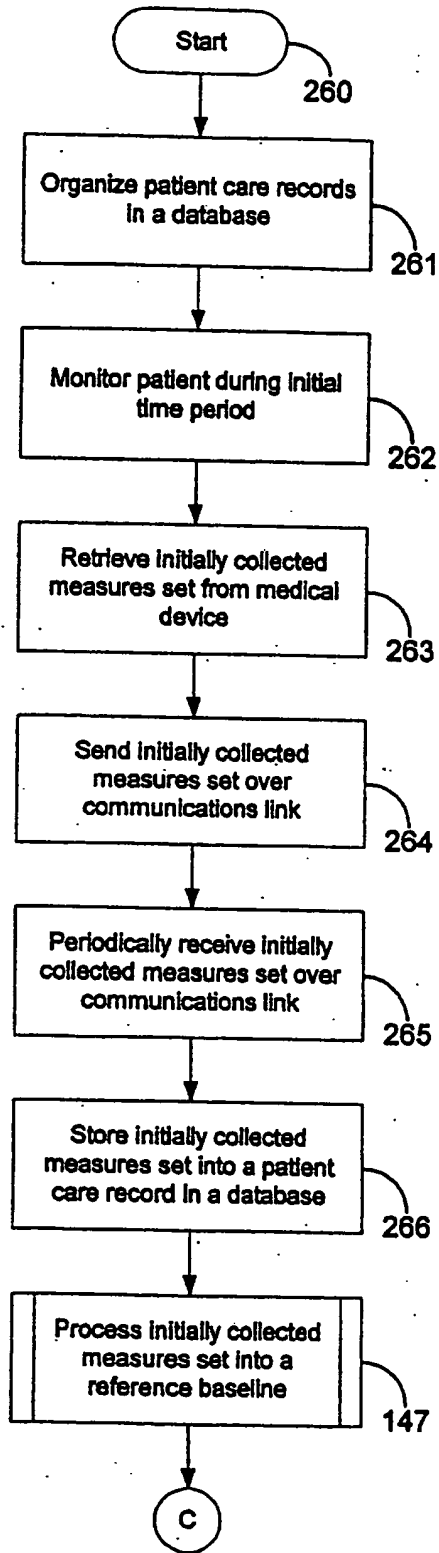 Start
260
Organize patient care records
in a database
261
Monitor patient during initial
time period
262
Retrieve initially collected
measures set from medical
device
263
Send initially collected
measures set over
communications link
264
Periodically receive initially
collected measures set over
communications link
265
Store initially collected
measures set into a patient
care record in a database
266
Process initially collected
measures set into a
reference baseline
147
C